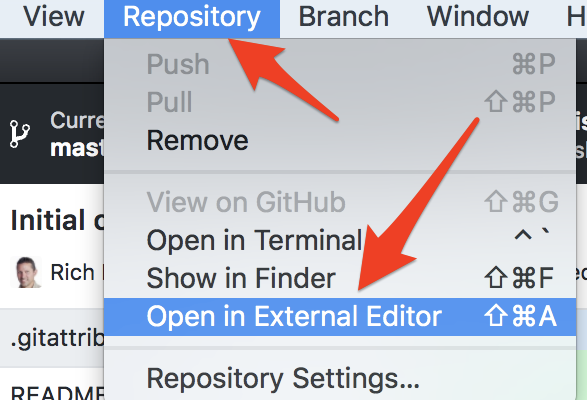 View Repository Branch Window H
Push ⌘P
Pull ⇧⌘P
Curre
mast
Remove
View on GitHub ⇧⌘G
Initial c
Open in Terminal ^`
Rich
Show in Finder ⇧⌘F
Open in External Editor ⇧⌘A
.gitattrib
Repository Settings...
README